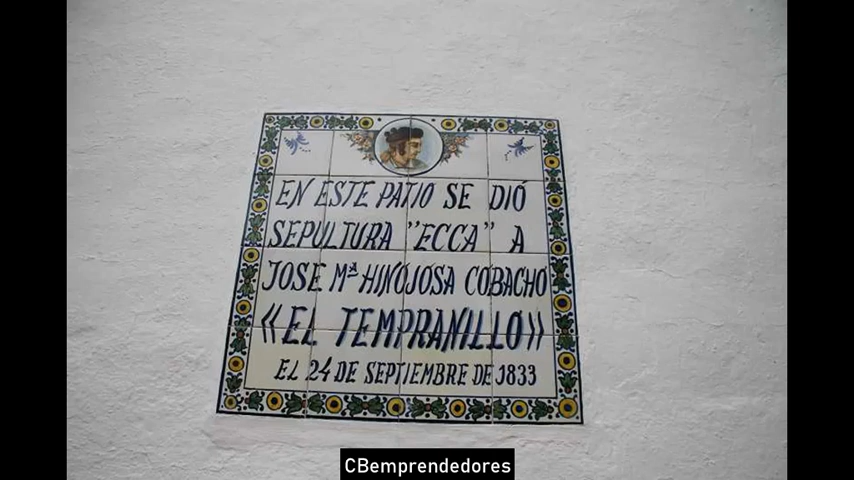 EN ESTE PATIO SE DIÓ
SEPULTURA "ECCA" A
JOSE Mª HINOJOSA COBACHO
«EL TEMPRANILLO»
EL 24 DE SEPTIEMBRE DE 1833
CBemprendedores